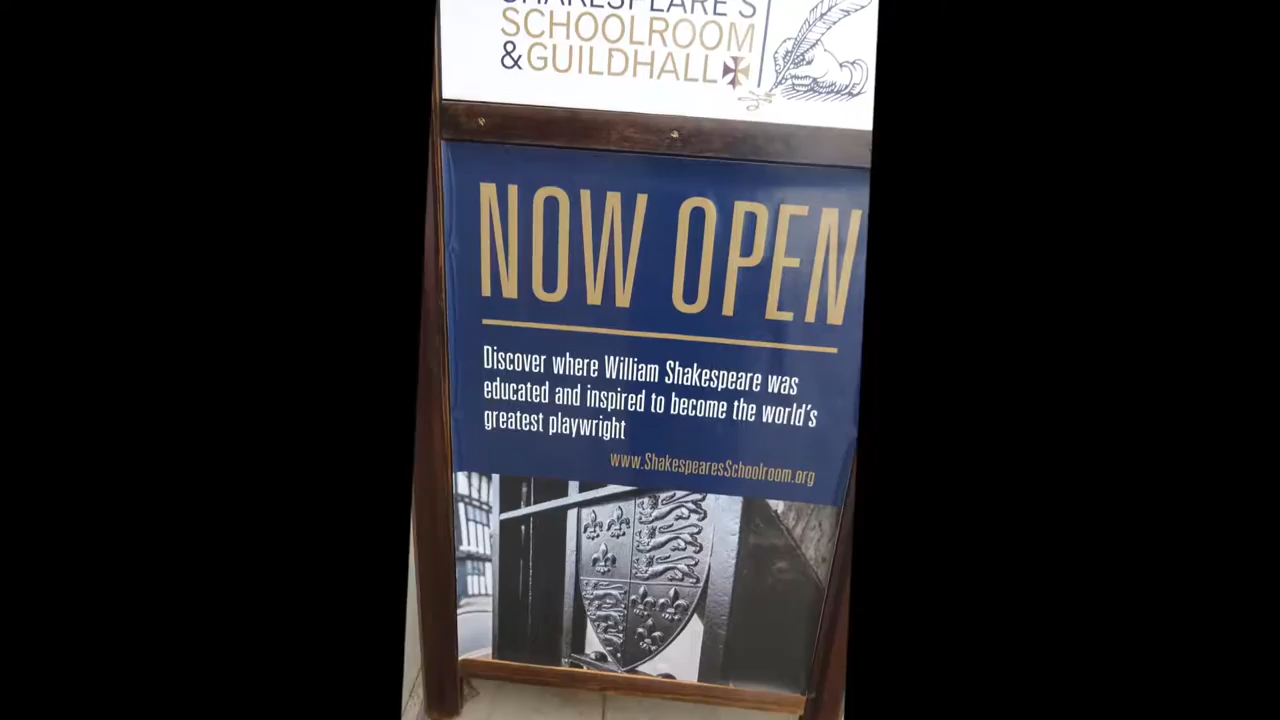 SHAKESPEARE'S
SCHOOLROOM
&GUILDHALL
NOW OPEN
Discover where William Shakespeare was
educated and inspired to become the world's
greatest playwright
www.ShakespearesSchoolroom.org